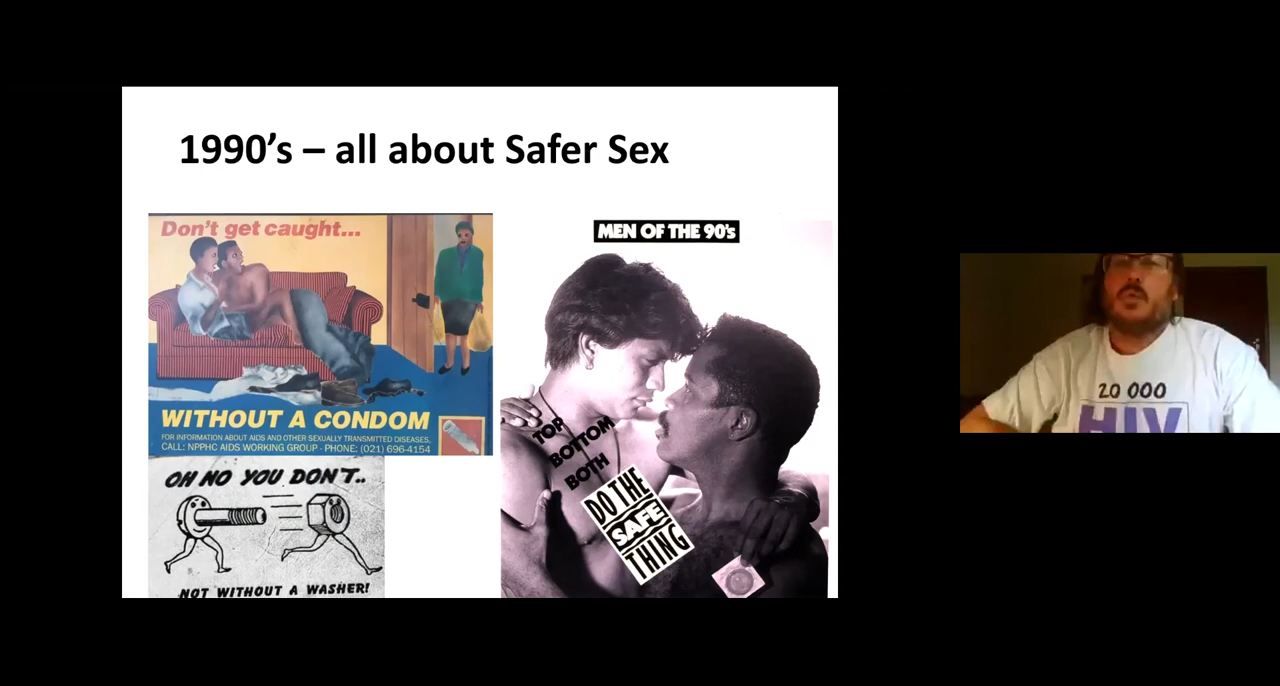 1990’s – all about Safer Sex
Don't get caught...
WITHOUT A CONDOM
FOR INFORMATION ABOUT AIDS AND OTHER SEXUALLY TRANSMITTED DISEASES,
CALL: NPPHC AIDS WORKING GROUP - PHONE: (021) 696-4154
OH NO YOU DON'T..
NOT WITHOUT A WASHER!
MEN OF THE 90's
TOP
BOTTOM
BOTH
DO THE
SAFE
THING
20 000
HIV